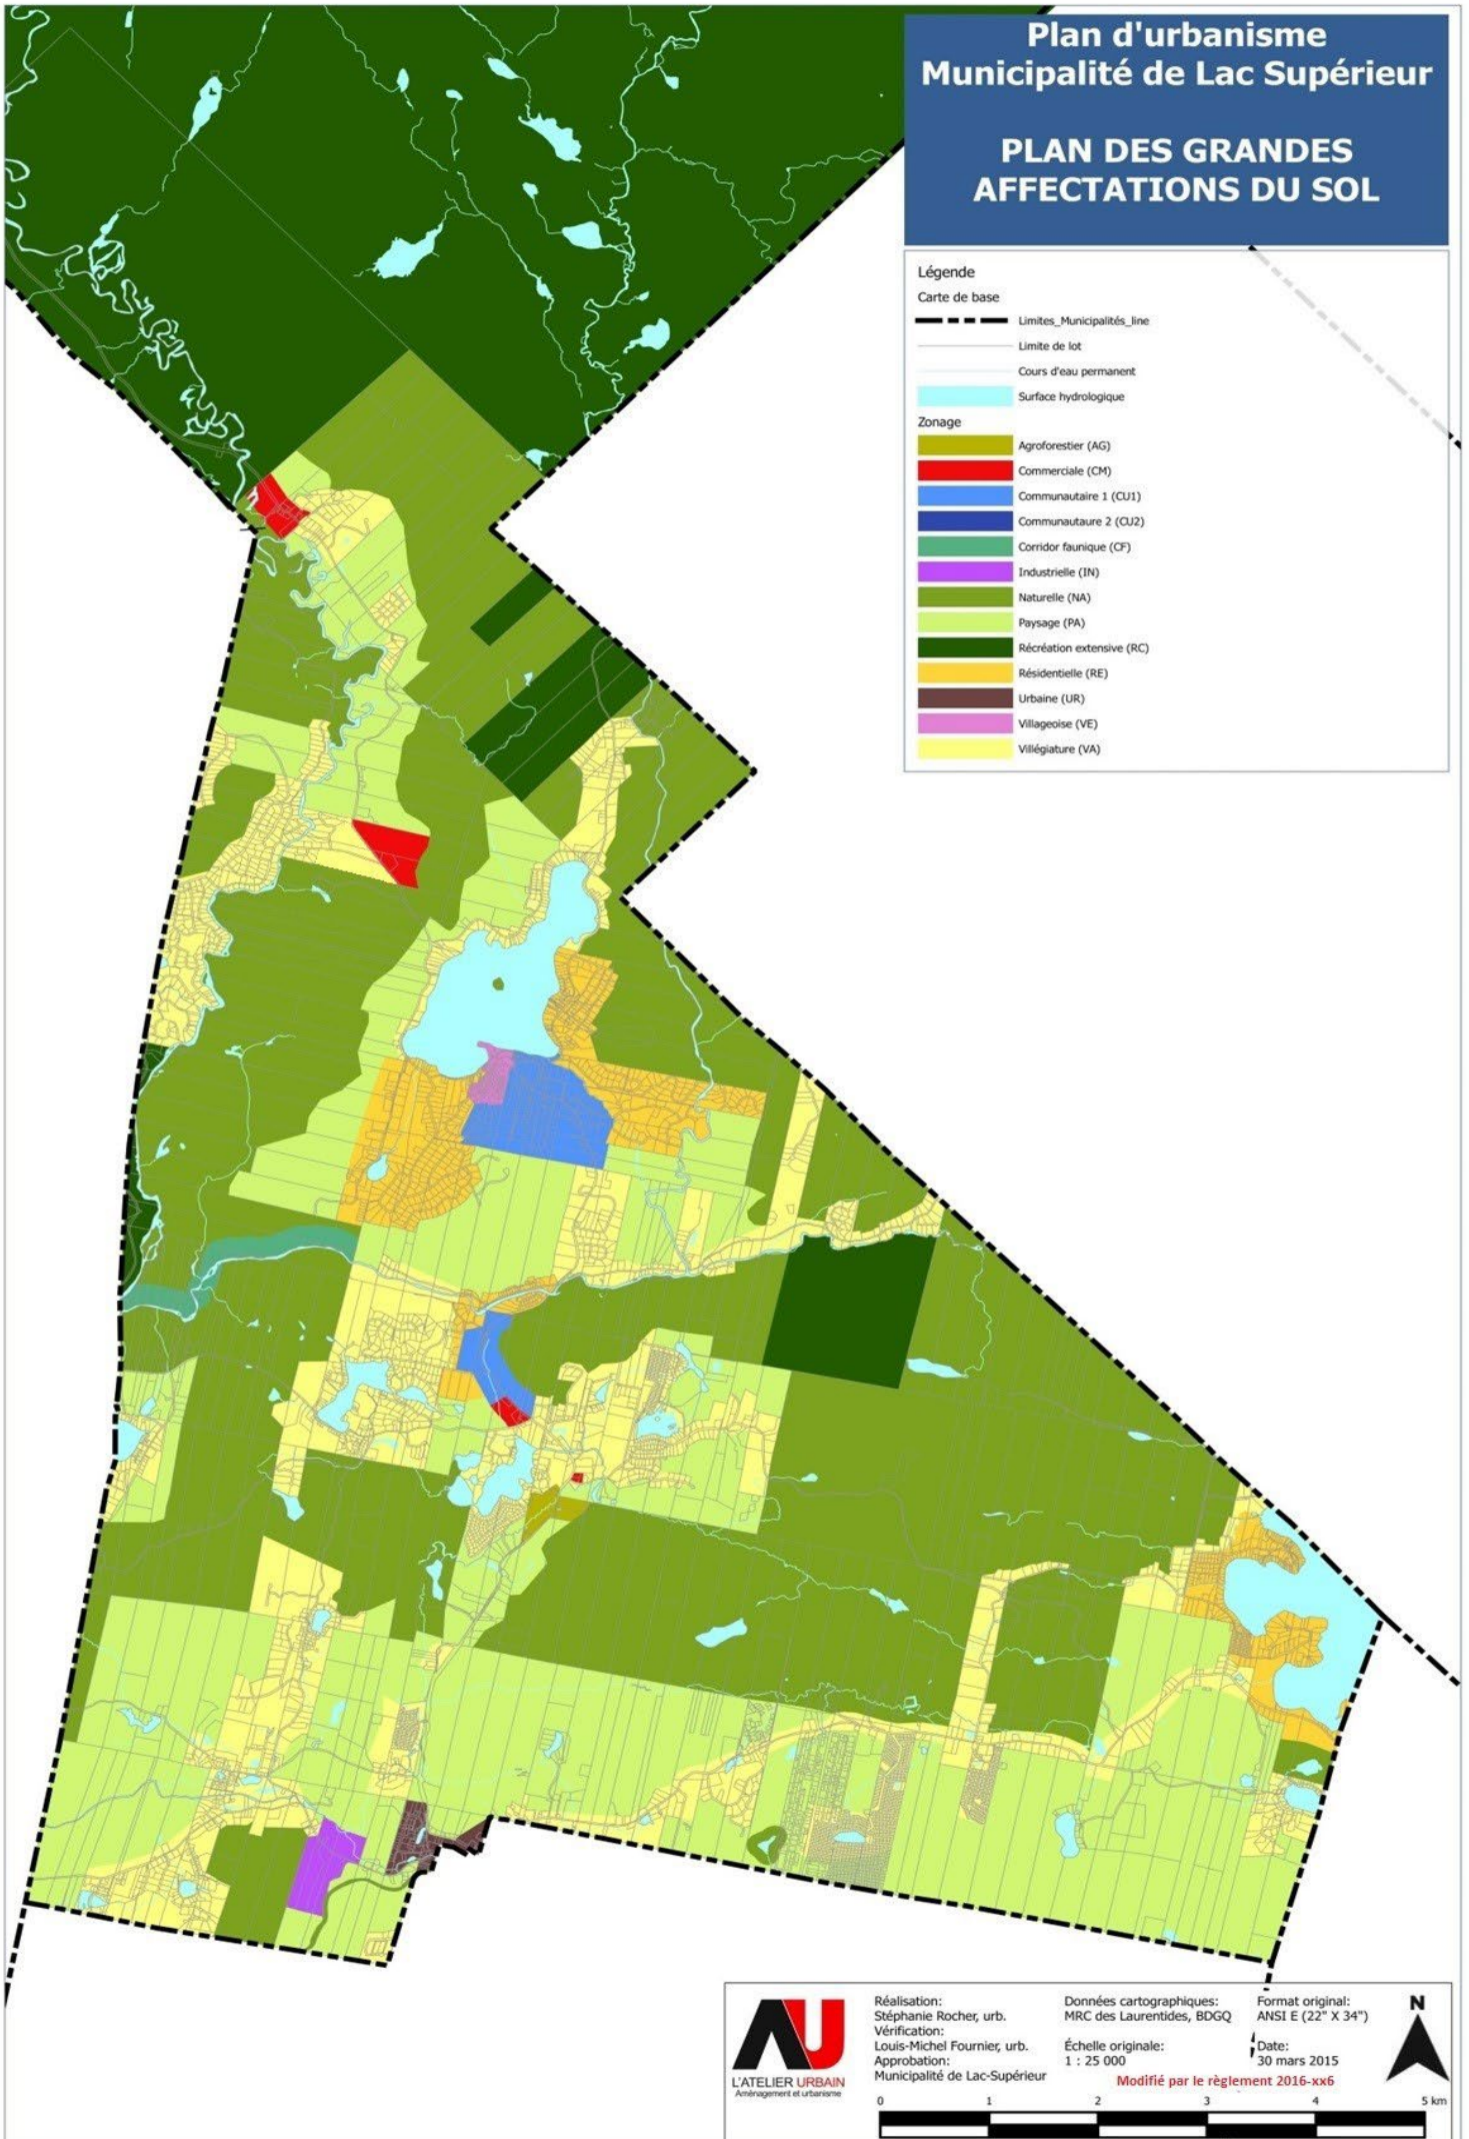 Plan d'urbanisme
Municipalité de Lac Supérieur
PLAN DES GRANDES
AFFECTATIONS DU SOL
Légende
Carte de base
Limites_Municipalités_line
Limite de lot
Cours d'eau permanent
Surface hydrologique
Zonage
Agroforestier (AG)
Commerciale (CM)
Communautaire 1 (CU1)
Communautaure 2 (CU2)
Corridor faunique (CF)
Industrielle (IN)
Naturelle (NA)
Paysage (PA)
Récréation extensive (RC)
Résidentielle (RE)
Urbaine (UR)
Villageoise (VE)
Villégiature (VA)
AU
L'ATELIER URBAIN
Aménagement et urbanisme
Réalisation:
Stéphanie Rocher, urb.
Vérification:
Louis-Michel Fournier, urb.
Approbation:
Municipalité de Lac-Supérieur
Données cartographiques:
MRC des Laurentides, BDGQ
Échelle originale:
1 : 25 000
Format original:
ANSI E (22" X 34")
Date:
30 mars 2015
Modifié par le règlement 2016-xx6
N
0 1 2 3 4 5 km